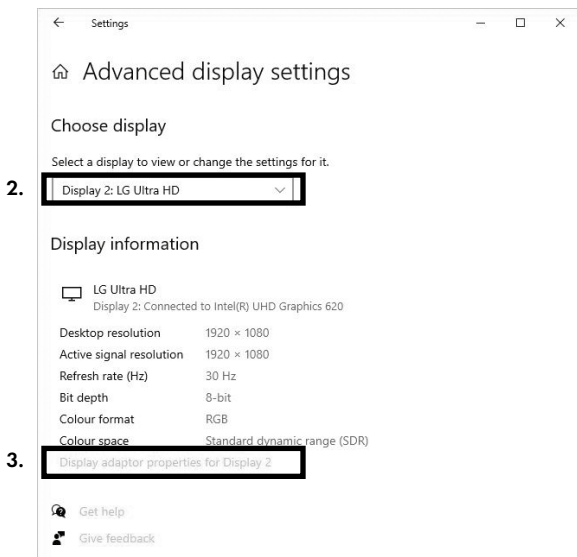 Settings
Advanced display settings
Choose display
Select a display to view or change the settings for it.
2.
Display 2: LG Ultra HD
Display information
LG Ultra HD
Display 2: Connected to Intel(R) UHD Graphics 620
Desktop resolution 1920 × 1080
Active signal resolution 1920 × 1080
Refresh rate (Hz) 30 Hz
Bit depth 8-bit
Colour format RGB
Colour space Standard dynamic range (SDR)
3. Display adaptor properties for Display 2
Get help
Give feedback